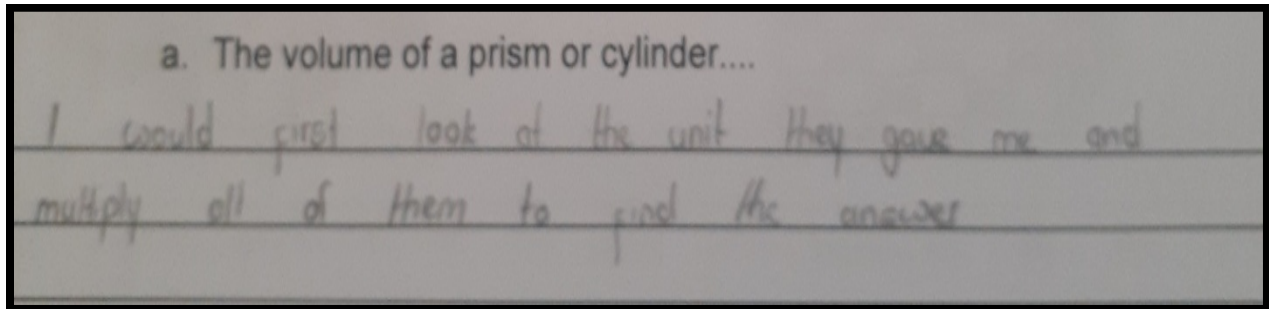 a. The volume of a prism or cylinder....
I would first look at the unit they gave me and
multiply all of them to find the answer